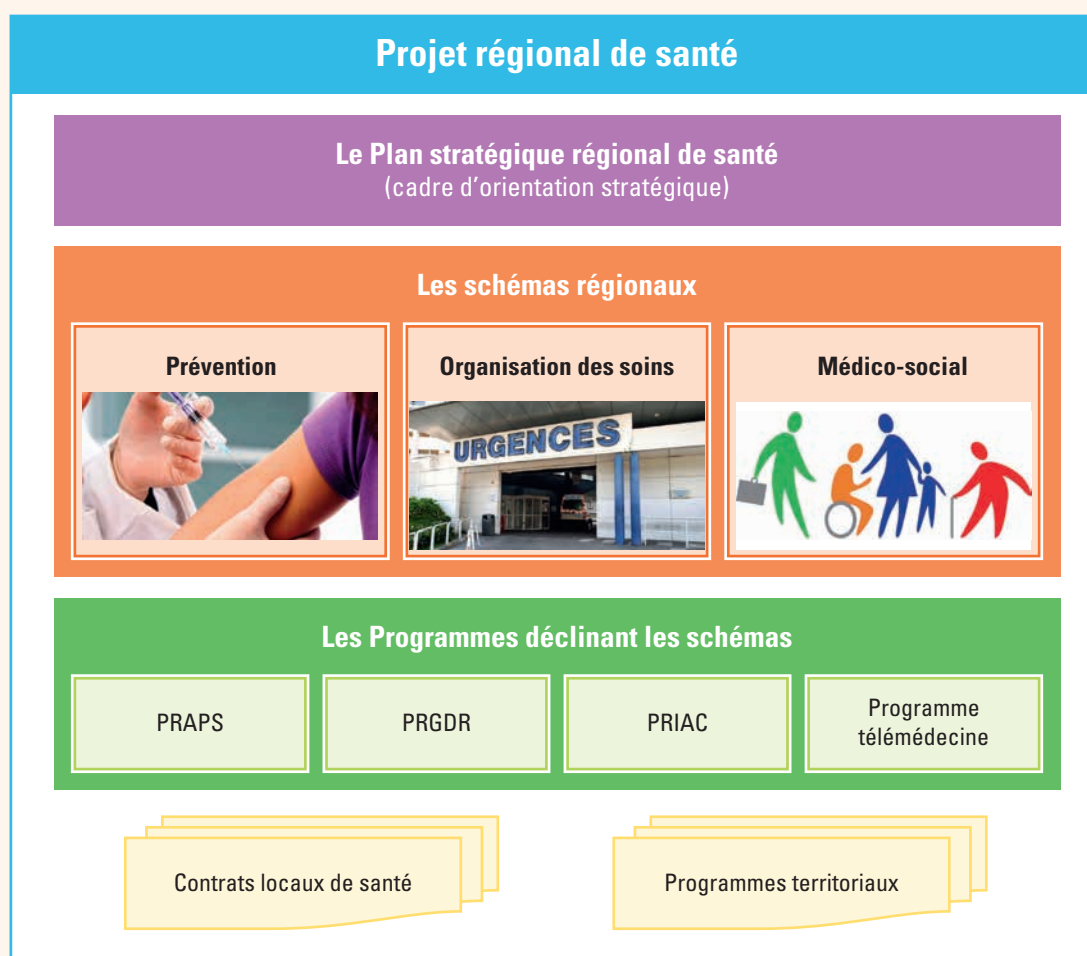 Projet régional de santé
Le Plan stratégique régional de santé
(cadre d'orientation stratégique)
Les schémas régionaux
Prévention
Organisation des soins
Médico-social
URGENCES
Les Programmes déclinant les schémas
PRAPS
PRGDR
PRIAC
Programme
télémédecine
Contrats locaux de santé
Programmes territoriaux